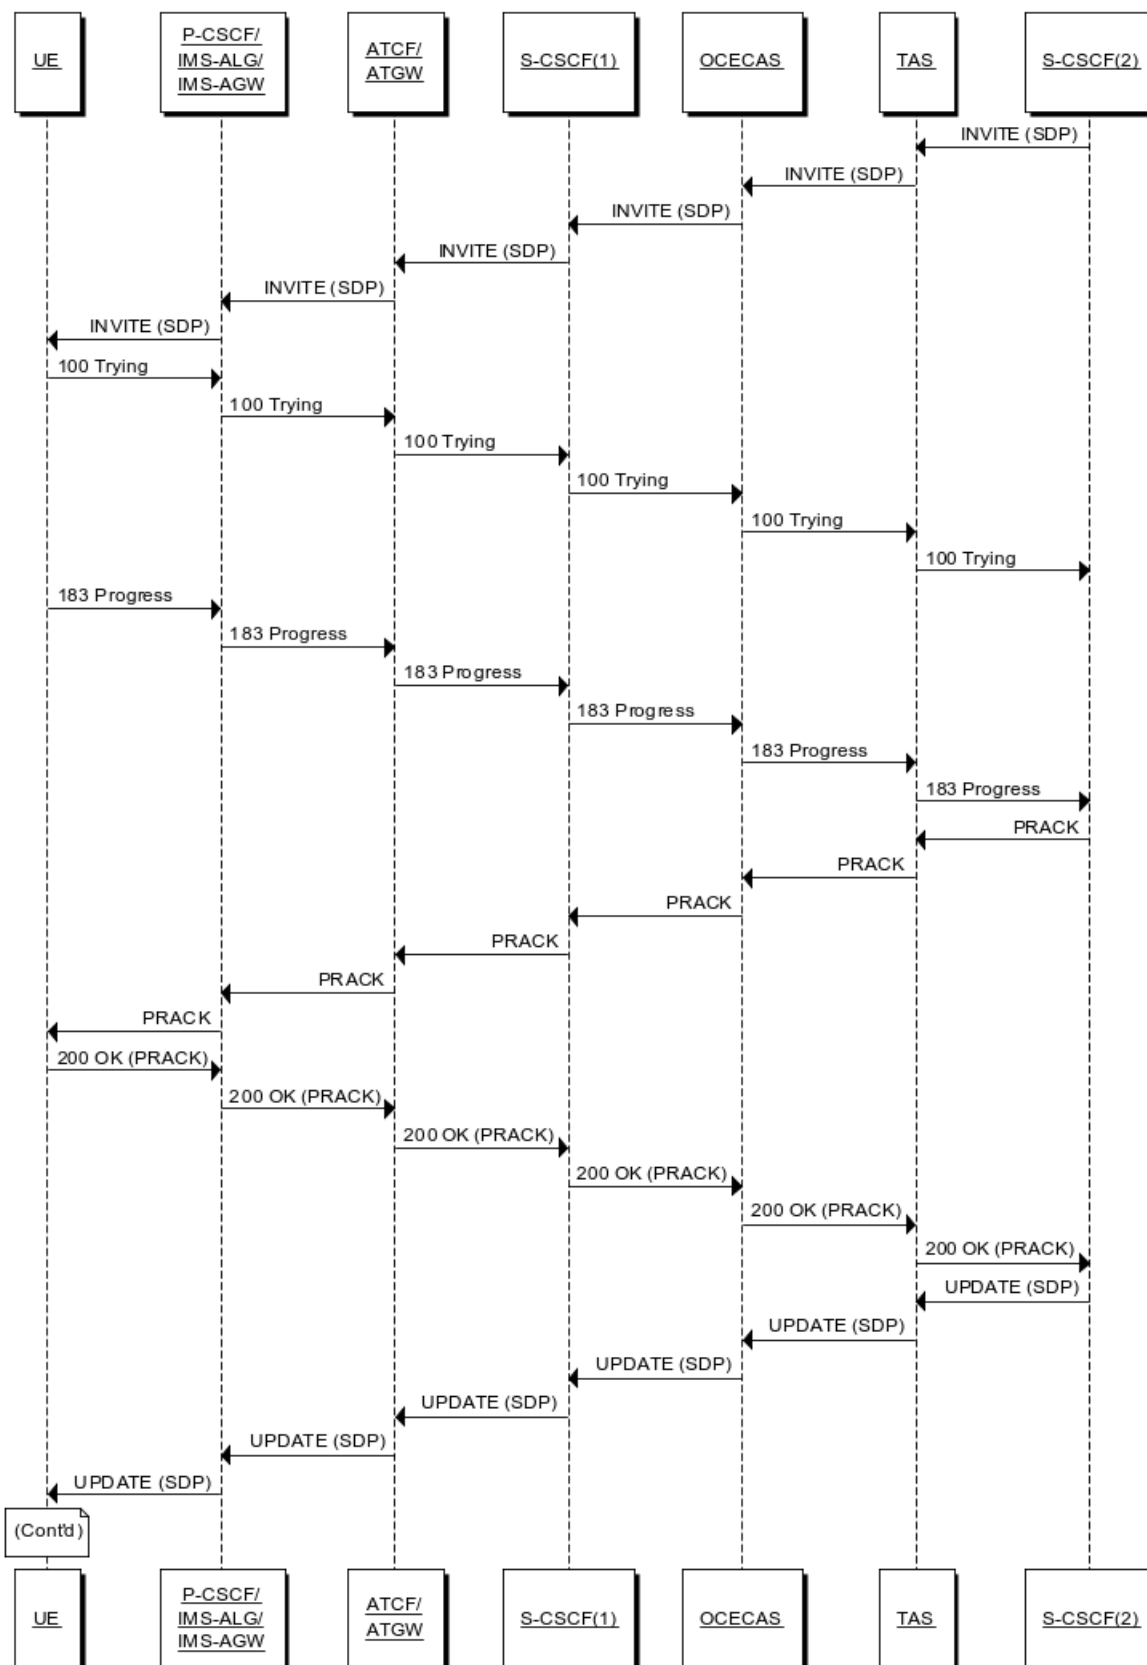 UE
P-CSCF/
IMS-ALG/
IMS-AGW
ATCF/
ATGW
S-CSCF(1)
OCECAS
TAS
S-CSCF(2)
INVITE (SDP)
INVITE (SDP)
INVITE (SDP)
INVITE (SDP)
INVITE (SDP)
INVITE (SDP)
100 Trying
100 Trying
100 Trying
100 Trying
100 Trying
100 Trying
183 Progress
183 Progress
183 Progress
183 Progress
183 Progress
183 Progress
PRACK
PRACK
PRACK
PRACK
PRACK
PRACK
200 OK (PRACK)
200 OK (PRACK)
200 OK (PRACK)
200 OK (PRACK)
200 OK (PRACK)
200 OK (PRACK)
UPDATE (SDP)
UPDATE (SDP)
UPDATE (SDP)
UPDATE (SDP)
UPDATE (SDP)
UPDATE (SDP)
(Cont'd)
UE
P-CSCF/
IMS-ALG/
IMS-AGW
ATCF/
ATGW
S-CSCF(1)
OCECAS
TAS
S-CSCF(2)